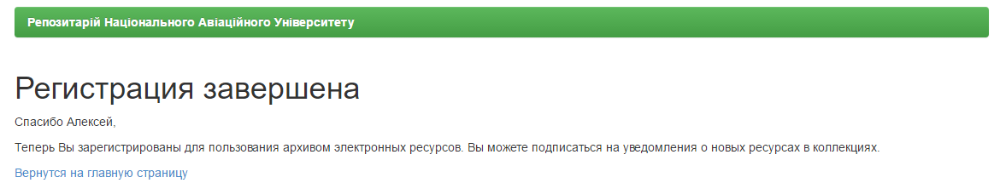 Репозитарій Національного Авіаційного Університету
Регистрация завершена
Спасибо Алексей,
Теперь Вы зарегистрированы для пользования архивом электронных ресурсов. Вы можете подписаться на уведомления о новых ресурсах в коллекциях.
Вернутся на главную страницу